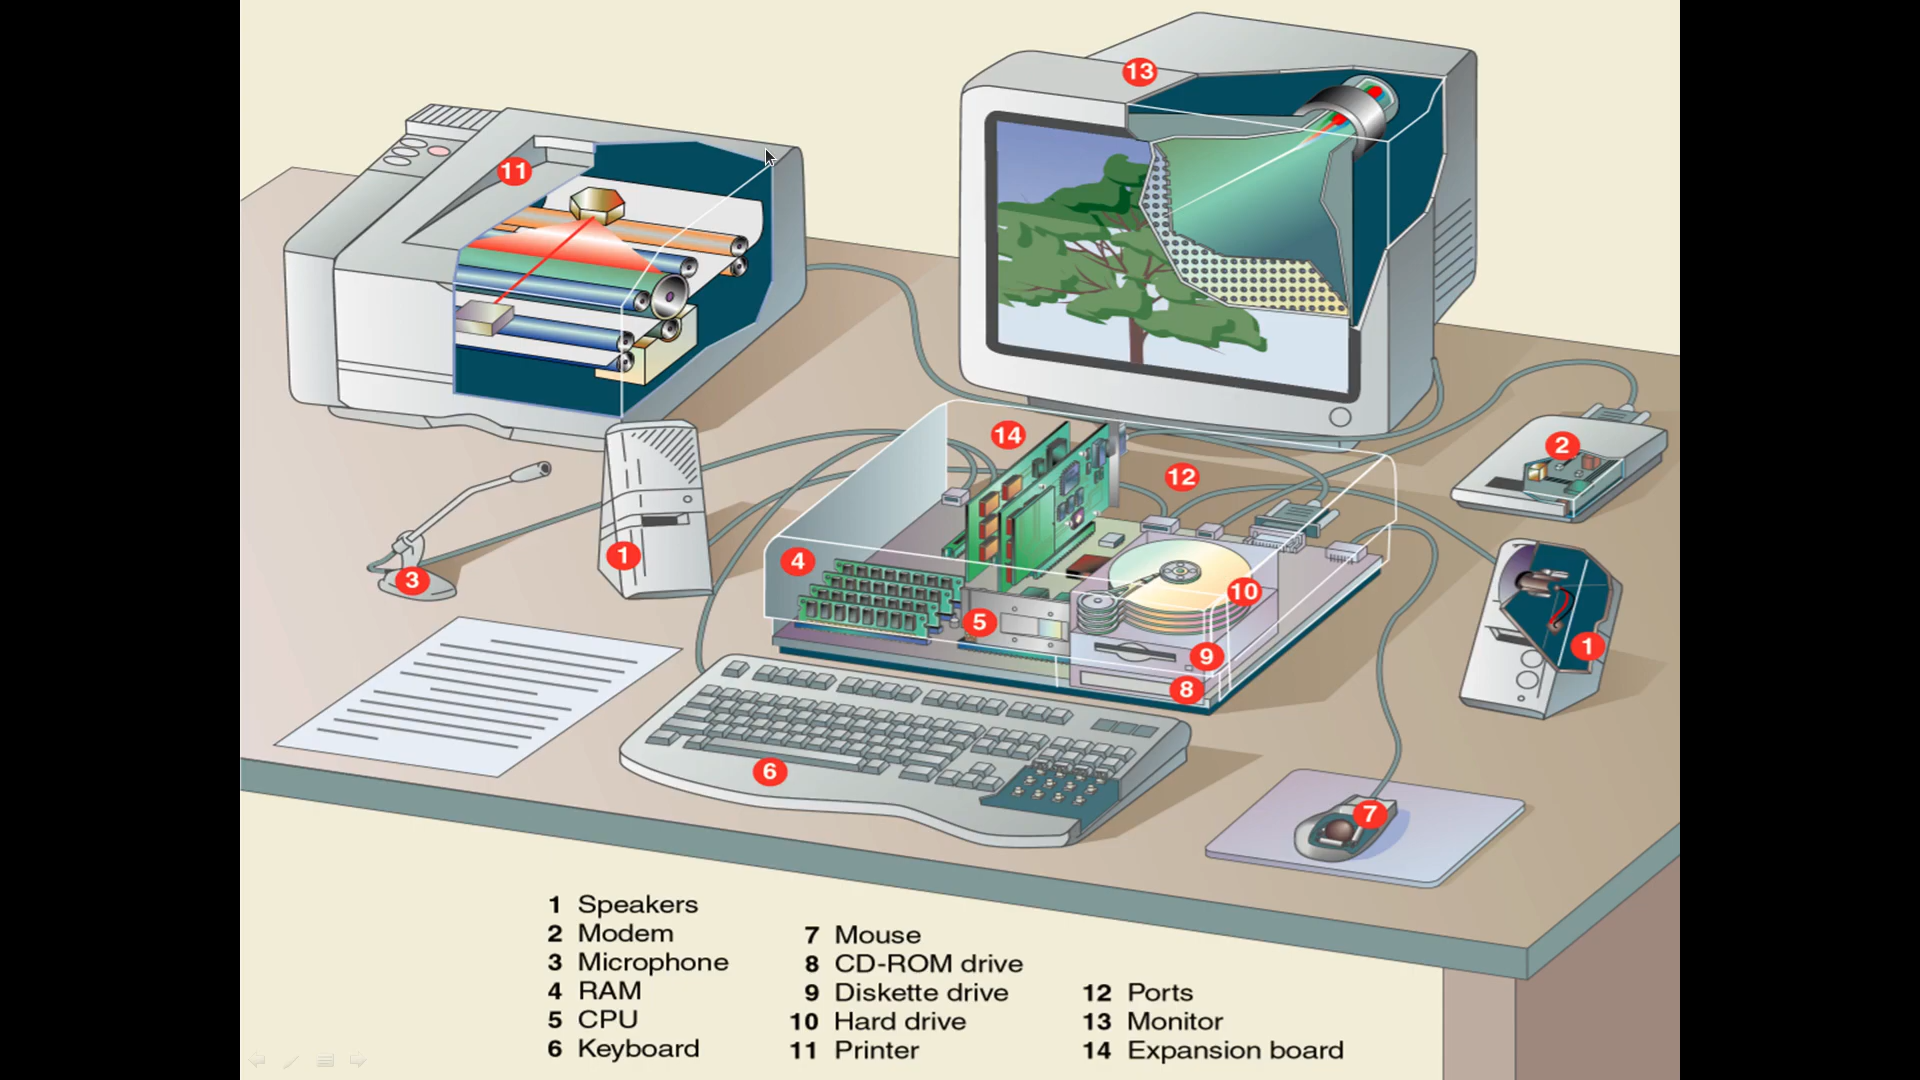 13
11
14
2
12
4
1
3
10
5
1
9
8
6
7
1 Speakers
2 Modem
3 Microphone
4 RAM
5 CPU
6 Keyboard
7 Mouse
8 CD-ROM drive
9 Diskette drive
10 Hard drive
11 Printer
12 Ports
13 Monitor
14 Expansion board